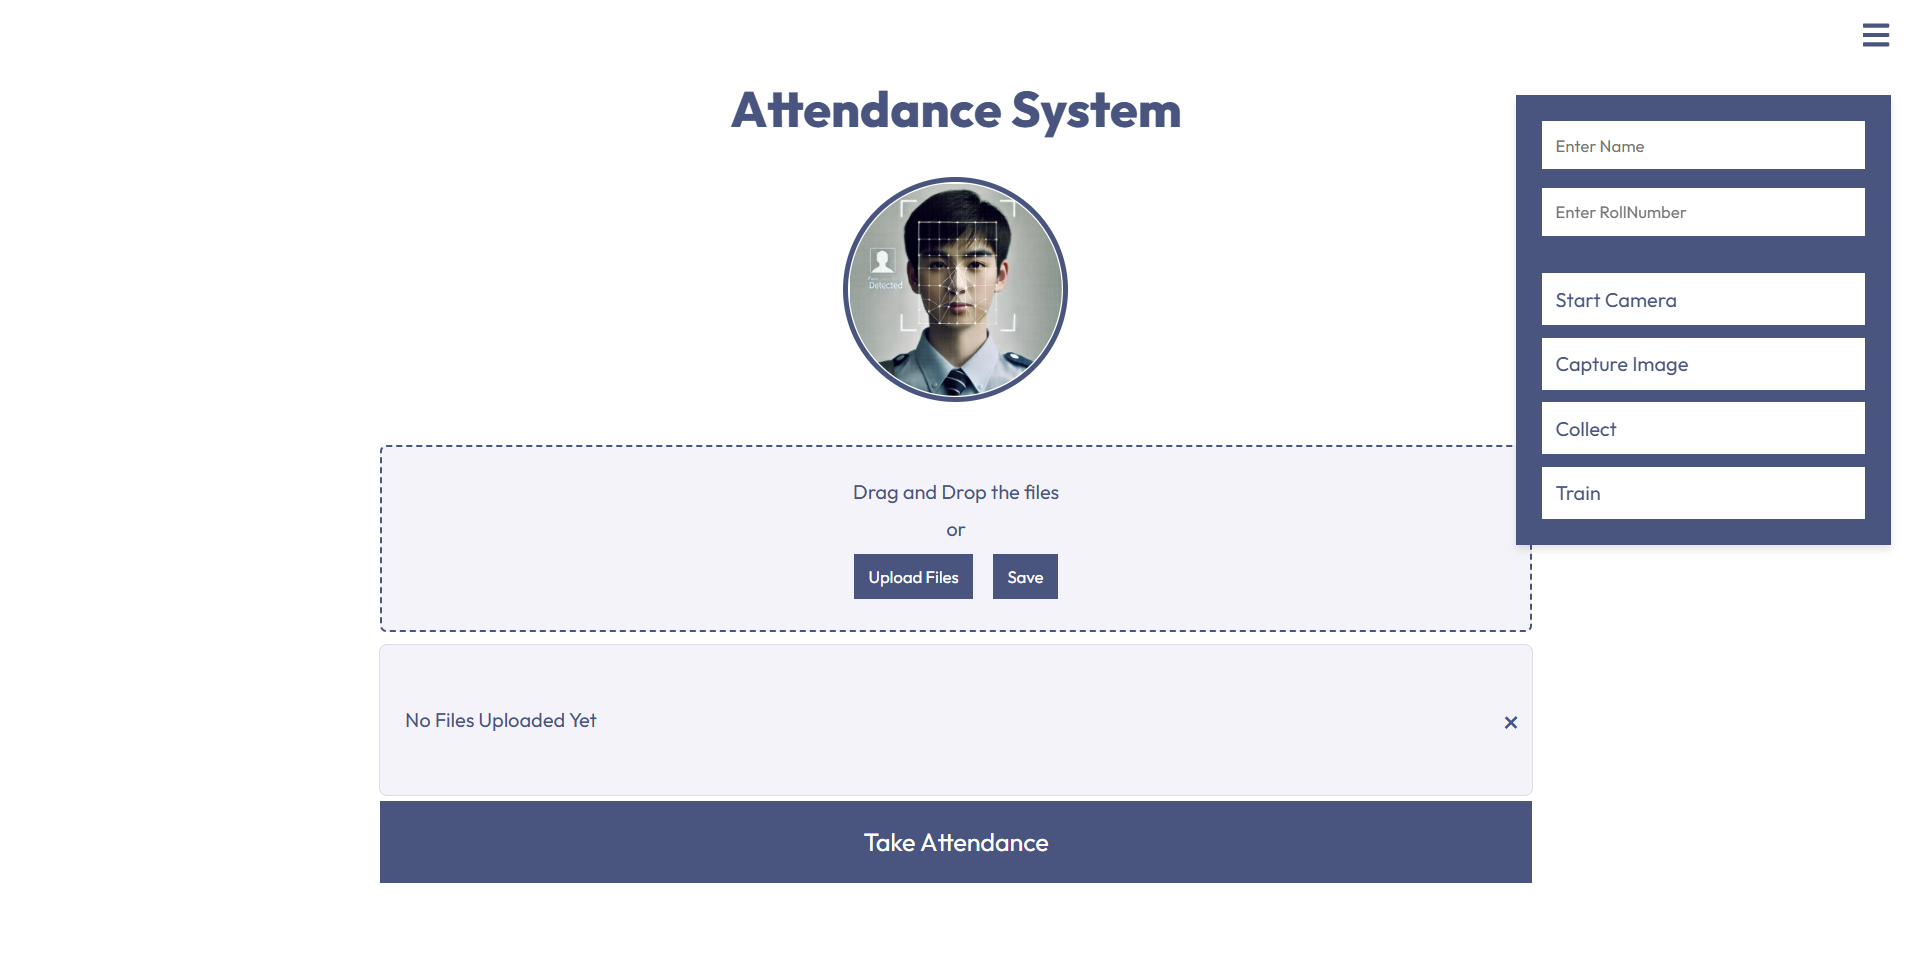 Attendance System
Enter Name
Enter RollNumber
Detected
Start Camera
Capture Image
Collect
Train
Drag and Drop the files
or
Upload Files
Save
No Files Uploaded Yet
×
Take Attendance